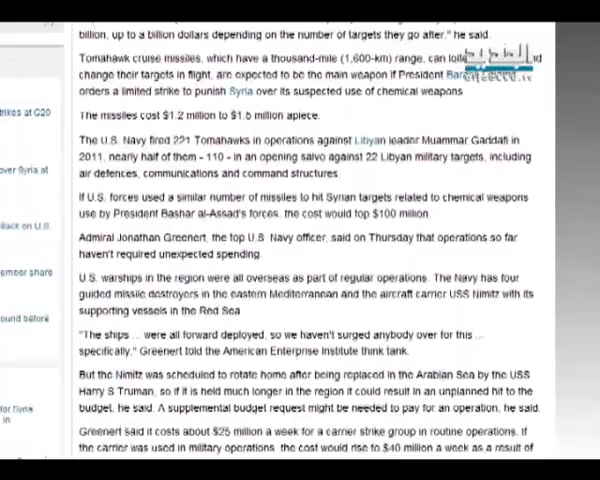 billion, up to a billion dollars depending on the number of targets they go after," he said.
Tomahawk cruise missiles, which have a thousand-mile (1,600-km) range, can
change their targets in flight, are expected to be the main weapon if President
orders a limited strike to punish Syria over its suspected use of chemical weapons
The missiles cost $1.2 million to $1.5 million apiece.
trikes at G20
The U.S. Navy fired 221 Tomahawks in operations against Libyan leader Muammar Gaddafi in
2011, nearly half of them - 110 - in an opening salvo against 22 Libyan military targets, including
over Syria at
air defences, communications and command structures
If U.S. forces used a similar number of missiles to hit Syrian targets related to chemical weapons
use by President Bashar al-Assad's forces, the cost would top $100 million.
Back on U.S.
Admiral Jonathan Greenert, the top U.S. Navy officer, said on Thursday that operations so far
haven't required unexpected spending.
ember share
U.S. warships in the region were all overseas as part of regular operations. The Navy has four
guided missile destroyers in the eastern Mediterranean and the aircraft carrier USS Nimitz with its
supporting vessels in the Red Sea
ound before
"The ships ... were all forward deployed, so we haven't surged anybody over for this ...
specifically," Greenert told the American Enterprise Institute think tank.
But the Nimitz was scheduled to rotate home after being replaced in the Arabian Sea by the USS
Harry S Truman, so if it is held much longer in the region it could result in an unplanned hit to the
for Syria
budget, he said. A supplemental budget request might be needed to pay for an operation, he said.
in
Greenert said it costs about $25 million a week for a carrier strike group in routine operations. If
the carrier was used in military operations, the cost would rise to $40 million a week as a result of